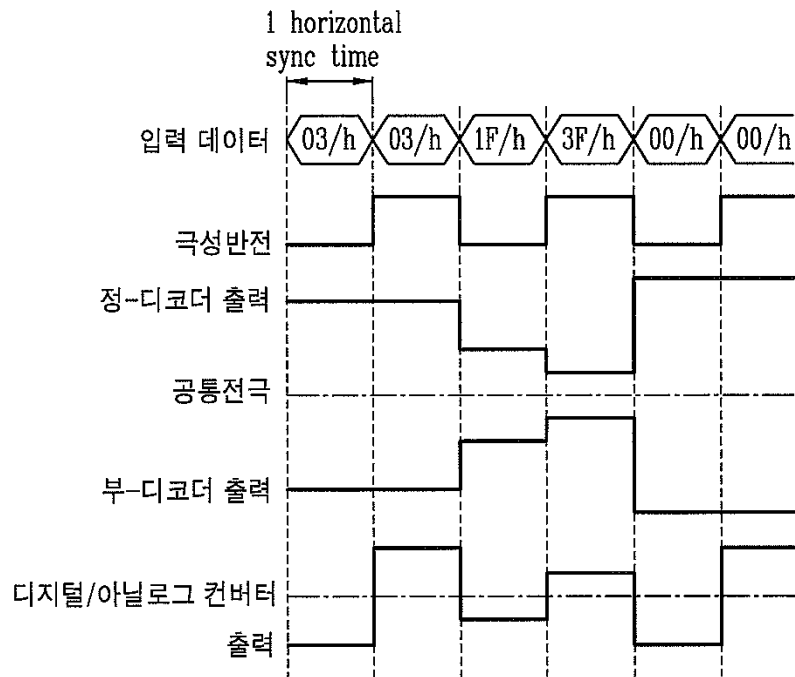 1 horizontal
sync time
입력 데이터
03/h
03/h
1F/h
3F/h
00/h
00/h
극성반전
정-디코더 출력
공통전극
부-디코더 출력
디지털/아닐로그 컨버터
출력